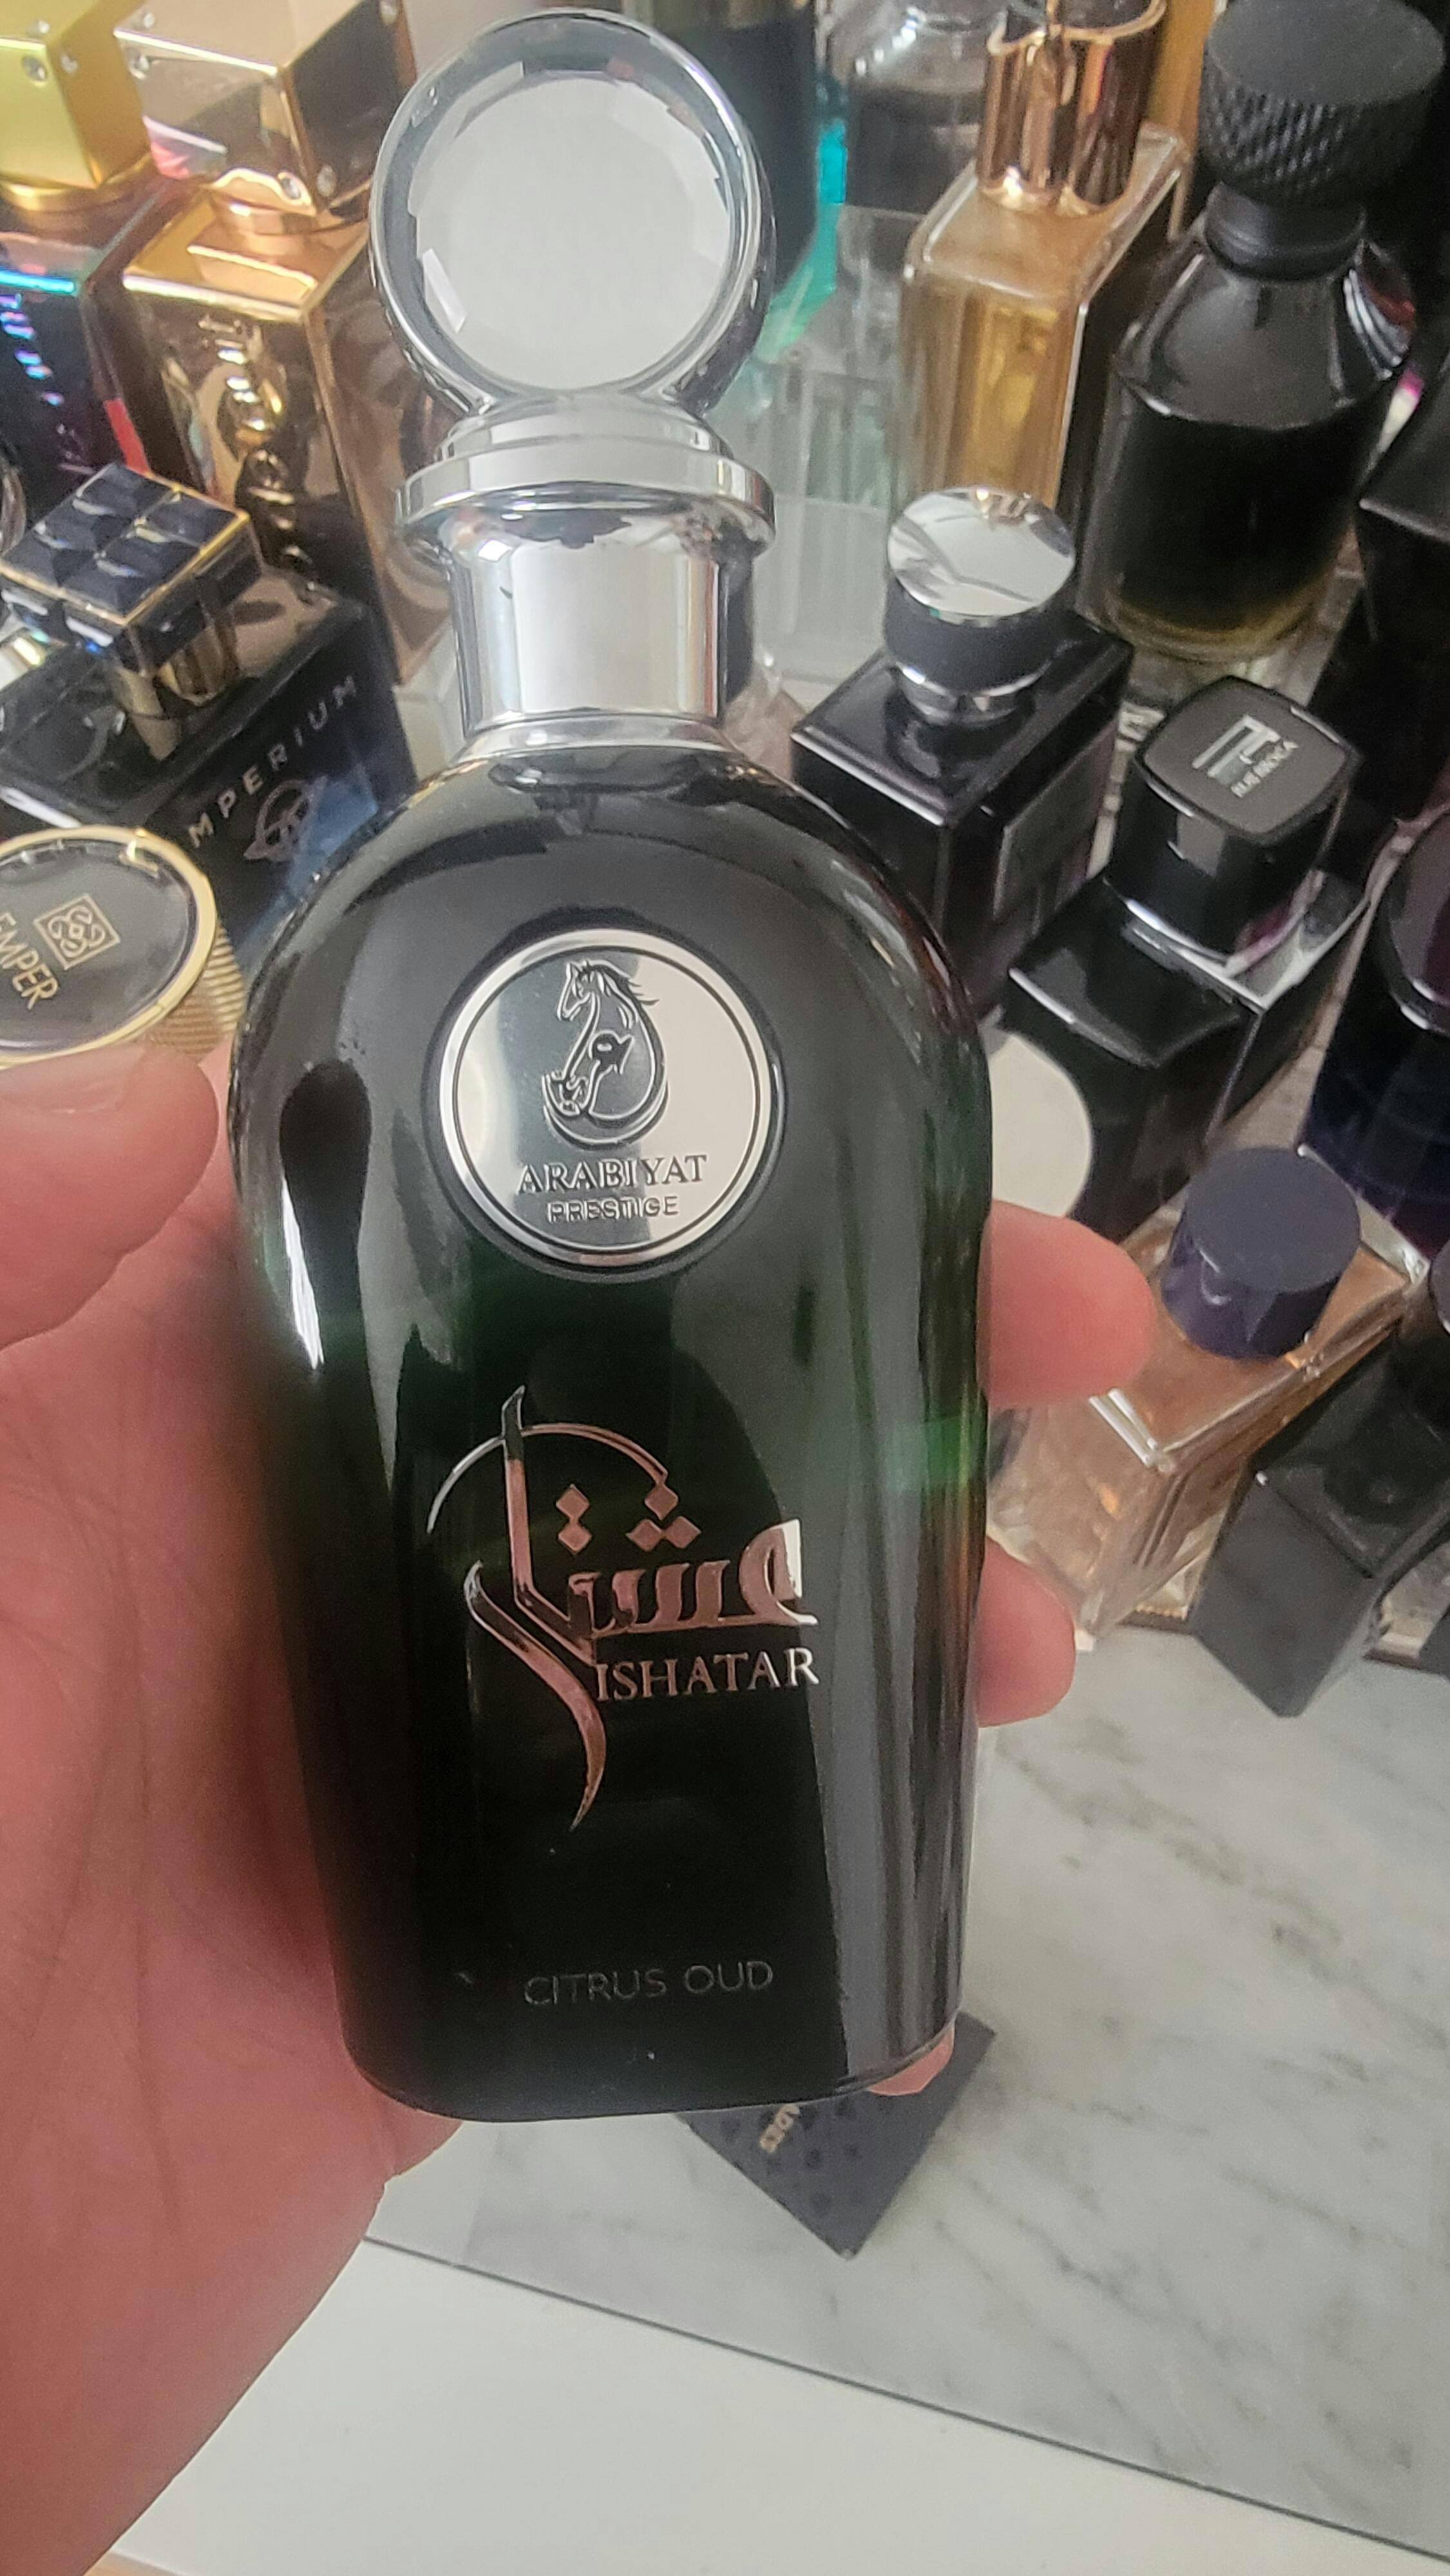 MPERIUM
EMPER
ARABIYAT
PRESTIGE
عشتار
ISHATAR
CITRUS OUD